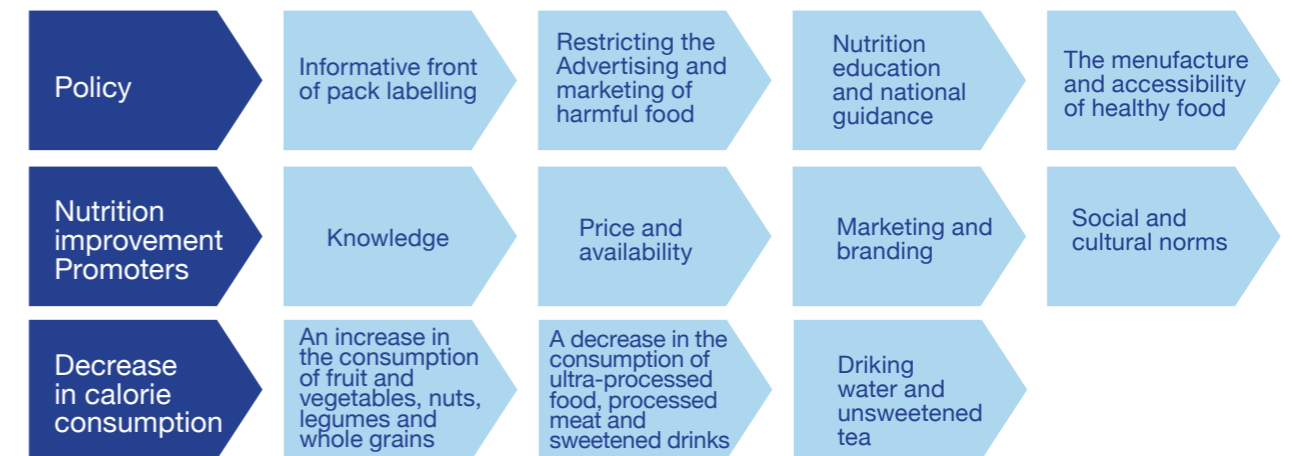 Policy
Informative front
of pack labelling
Restricting the
Advertising and
marketing of
harmful food
Nutrition
education
and national
guidance
The menufacture
and accessibility
of healthy food
Nutrition
improvement
Promoters
Knowledge
Price and
availability
Marketing and
branding
Social and
cultural norms
Decrease
in calorie
consumption
An increase in
the consumption
of fruit and
vegetables, nuts,
legumes and
whole grains
A decrease in the
consumption of
ultra-processed
food, processed
meat and
sweetened drinks
Driking
water and
unsweetened
tea